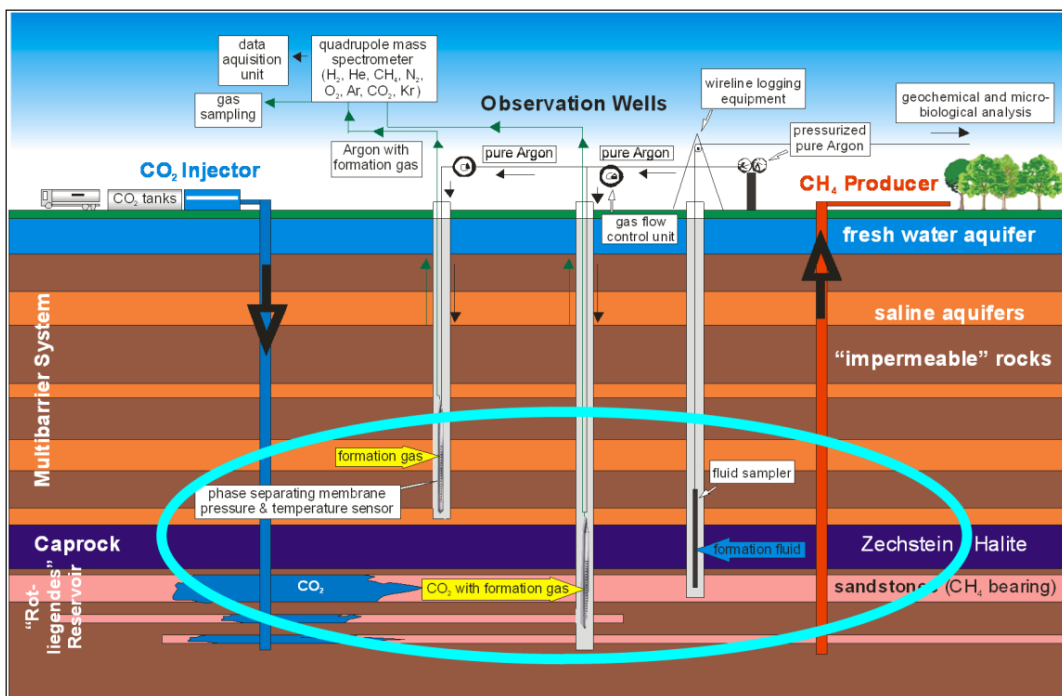 data
aquisition
unit
quadrupole mass
spectrometer
(H₂, He, CH₄, N₂,
O₂, Ar, CO₂, Kr)
gas
sampling
Observation Wells
wireline logging
equipment
geochemical and micro-
biological analysis
Argon with
formation gas
pure Argon
pure Argon
pressurized
pure Argon
CO₂ Injector
CO₂ tanks
CH₄ Producer
gas flow
control unit
fresh water aquifer
saline aquifers
"impermeable" rocks
Multibarrier System
formation gas
phase separating membrane
pressure & temperature sensor
fluid sampler
Caprock
formation fluid
Zechstein Halite
"Rot-
liegendes"
Reservoir
CO₂
CO₂ with formation gas
sandstones (CH₄ bearing)